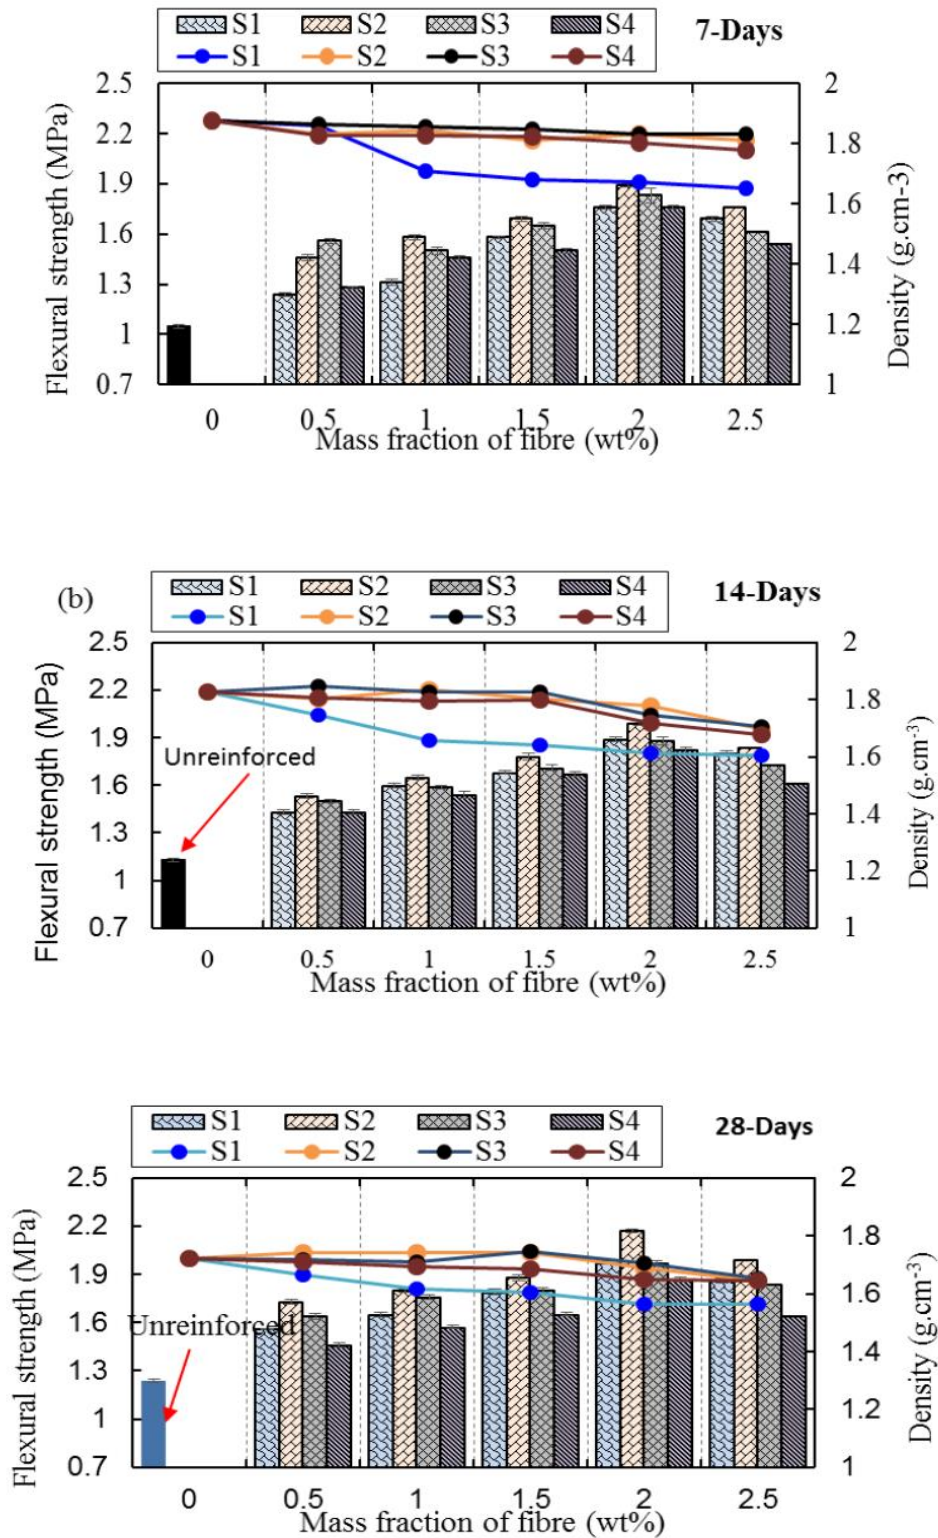 S1 S2 S3 S4 7-Days
S1 S2 S3 S4
2.5 2
2.2 1.8
1.9 1.6
1.6 1.4
1.3 1.2
1
0.7 1
Flexural strength (MPa)
Density (g.cm-3)
0 0.5 1 1.5 2 2.5
Mass fraction of fibre (wt%)
(b) S1 S2 S3 S4 14-Days
S1 S2 S3 S4
2.5 2
2.2 1.8
1.9 1.6
Unreinforced
1.6 1.4
1.3 1.2
1
0.7 1
Flexural strength (MPa)
Density (g.cm-3)
0 0.5 1 1.5 2 2.5
Mass fraction of fibre (wt%)
S1 S2 S3 S4 28-Days
S1 S2 S3 S4
2.5 2
2.2 1.8
1.9 1.6
1.6 1.4
Unreinforced
1.3 1.2
1
0.7 1
Flexural strength (MPa)
Density (g.cm-3)
0 0.5 1 1.5 2 2.5
Mass fraction of fibre (wt%)